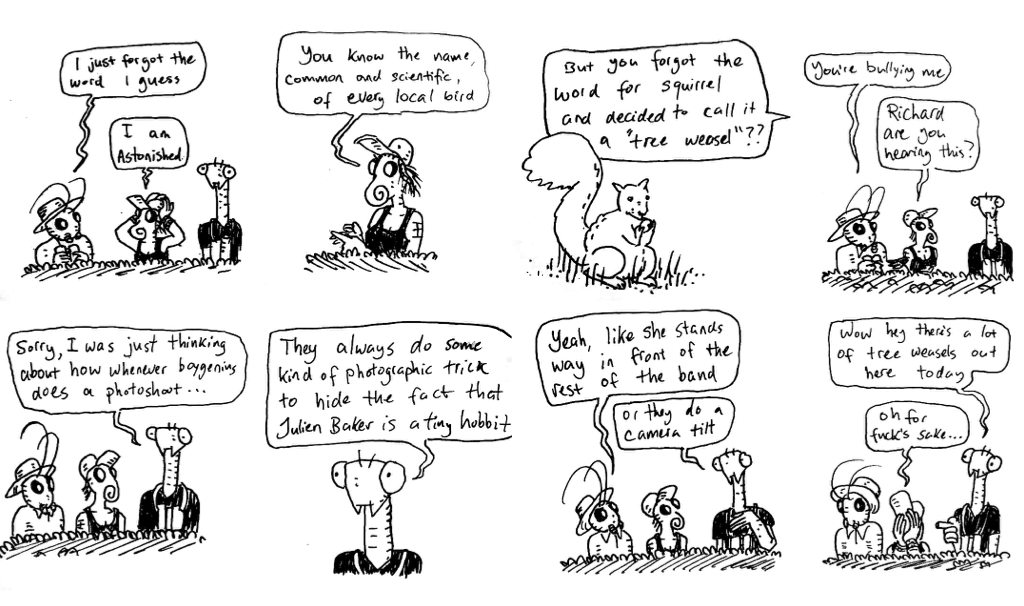 I just forgot the
word I guess
I am
Astonished
You know the name,
common and scientific,
of every local bird
But you forgot the
word for squirrel
and decided to call it
a "tree weasel"??
You're bullying me
Richard
are you
hearing this?
Sorry, I was just thinking
about how whenever boygenius
does a photoshoot...
They always do some
kind of photographic trick
to hide the fact that
Julien Baker is a tiny hobbit
Yeah, like she stands
way in front of the
rest of the band
or they do a
camera tilt
Wow hey there's a lot
of tree weasels out
here today
oh for
fuck's sake...